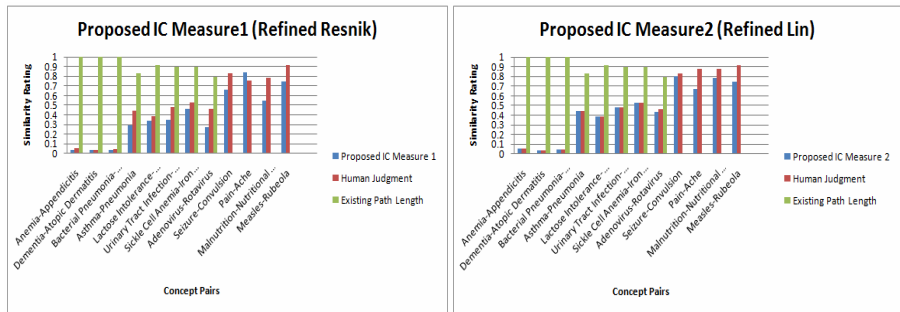 Proposed IC Measure1 (Refined Resnik)
Similarity Rating
1
0.9
0.8
0.7
0.6
0.5
0.4
0.3
0.2
0.1
0
Anemia-Appendicitis
Dementia-Atopic Dermatitis
Bacterial Pneumonia-...
Asthma-Pneumonia
Lactose Intolerance-...
Urinary Tract Infection-...
Sickle Cell Anemia-Iron...
Adenovirus-Rotavirus
Seizure-Convulsion
Pain-Ache
Malnutrition-Nutritional...
Measles-Rubeola
Concept Pairs
Proposed IC Measure 1
Human Judgment
Existing Path Length
Proposed IC Measure2 (Refined Lin)
Similarity Rating
1
0.9
0.8
0.7
0.6
0.5
0.4
0.3
0.2
0.1
0
Anemia-Appendicitis
Dementia-Atopic Dermatitis
Bacterial Pneumonia-...
Asthma-Pneumonia
Lactose Intolerance-...
Urinary Tract Infection-...
Sickle Cell Anemia-Iron...
Adenovirus-Rotavirus
Seizure-Convulsion
Pain-Ache
Malnutrition-Nutritional...
Measles-Rubeola
Concept Pairs
Proposed IC Measure 2
Human Judgment
Existing Path Length